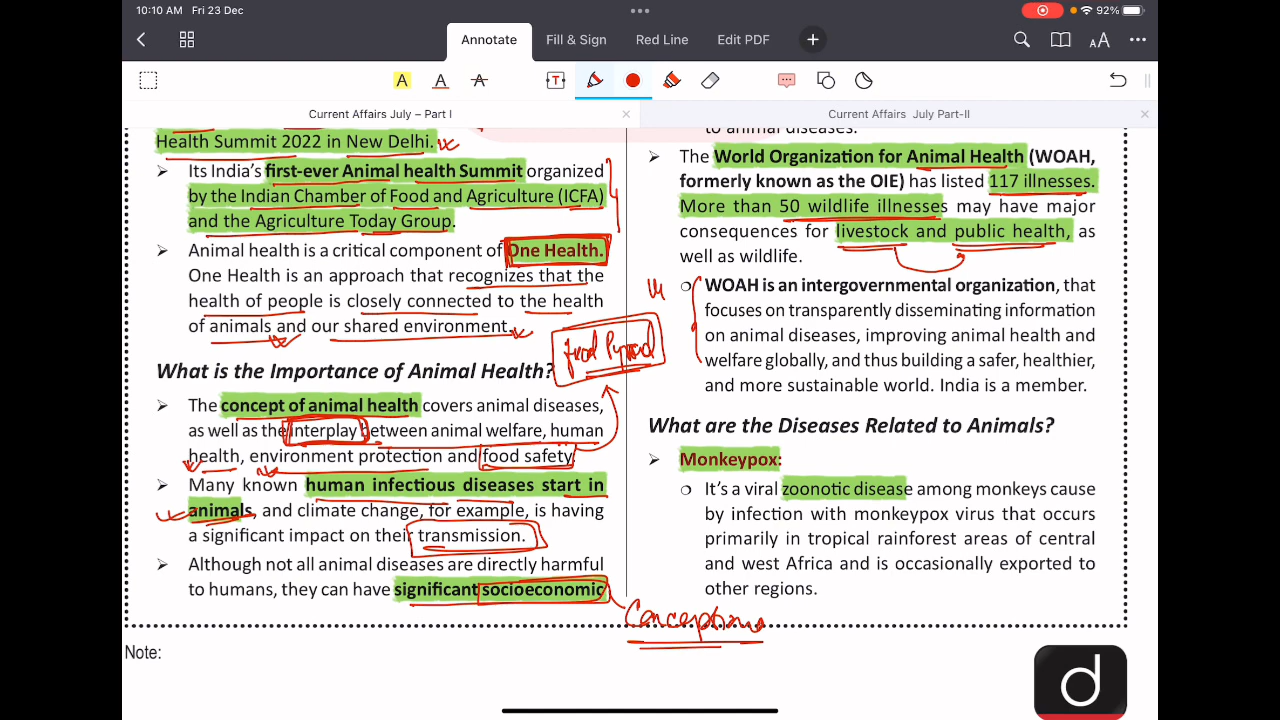 10:10 AM Fri 23 Dec
92%
Annotate Fill & Sign Red Line Edit PDF
AA
A A A T
Current Affairs July – Part I
Current Affairs July Part-II
Health Summit 2022 in New Delhi.
➤ Its India's first-ever Animal health Summit organized
by the Indian Chamber of Food and Agriculture (ICFA)
and the Agriculture Today Group.
➤ Animal health is a critical component of One Health.
One Health is an approach that recognizes that the
health of people is closely connected to the health
of animals and our shared environment.
What is the Importance of Animal Health?
➤ The concept of animal health covers animal diseases,
as well as the interplay between animal welfare, human
health, environment protection and food safety.
➤ Many known human infectious diseases start in
animals, and climate change, for example, is having
a significant impact on their transmission.
➤ Although not all animal diseases are directly harmful
to humans, they can have significant socioeconomic
to animal diseases.
➤ The World Organization for Animal Health (WOAH,
formerly known as the OIE) has listed 117 illnesses.
More than 50 wildlife illnesses may have major
consequences for livestock and public health, as
well as wildlife.
○ WOAH is an intergovernmental organization, that
focuses on transparently disseminating information
on animal diseases, improving animal health and
welfare globally, and thus building a safer, healthier,
and more sustainable world. India is a member.
What are the Diseases Related to Animals?
➤ Monkeypox:
○ It's a viral zoonotic disease among monkeys cause
by infection with monkeypox virus that occurs
primarily in tropical rainforest areas of central
and west Africa and is occasionally exported to
other regions.
food Pyramid
Conceptions
Note:
d